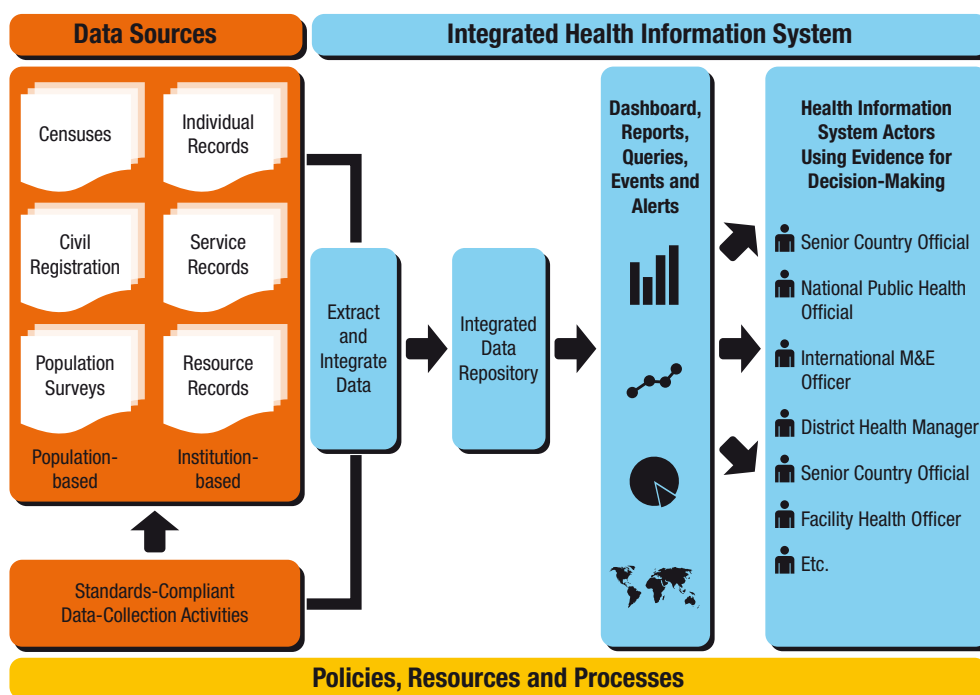 Data Sources
Integrated Health Information System
Censuses
Individual
Records
Civil
Registration
Service
Records
Population
Surveys
Resource
Records
Population-
based
Institution-
based
Standards-Compliant
Data-Collection Activities
Extract
and
Integrate
Data
Integrated
Data
Repository
Dashboard,
Reports,
Queries,
Events and
Alerts
Health Information
System Actors
Using Evidence for
Decision-Making
Senior Country Official
National Public Health
Official
International M&E
Officer
District Health Manager
Senior Country Official
Facility Health Officer
Etc.
Policies, Resources and Processes